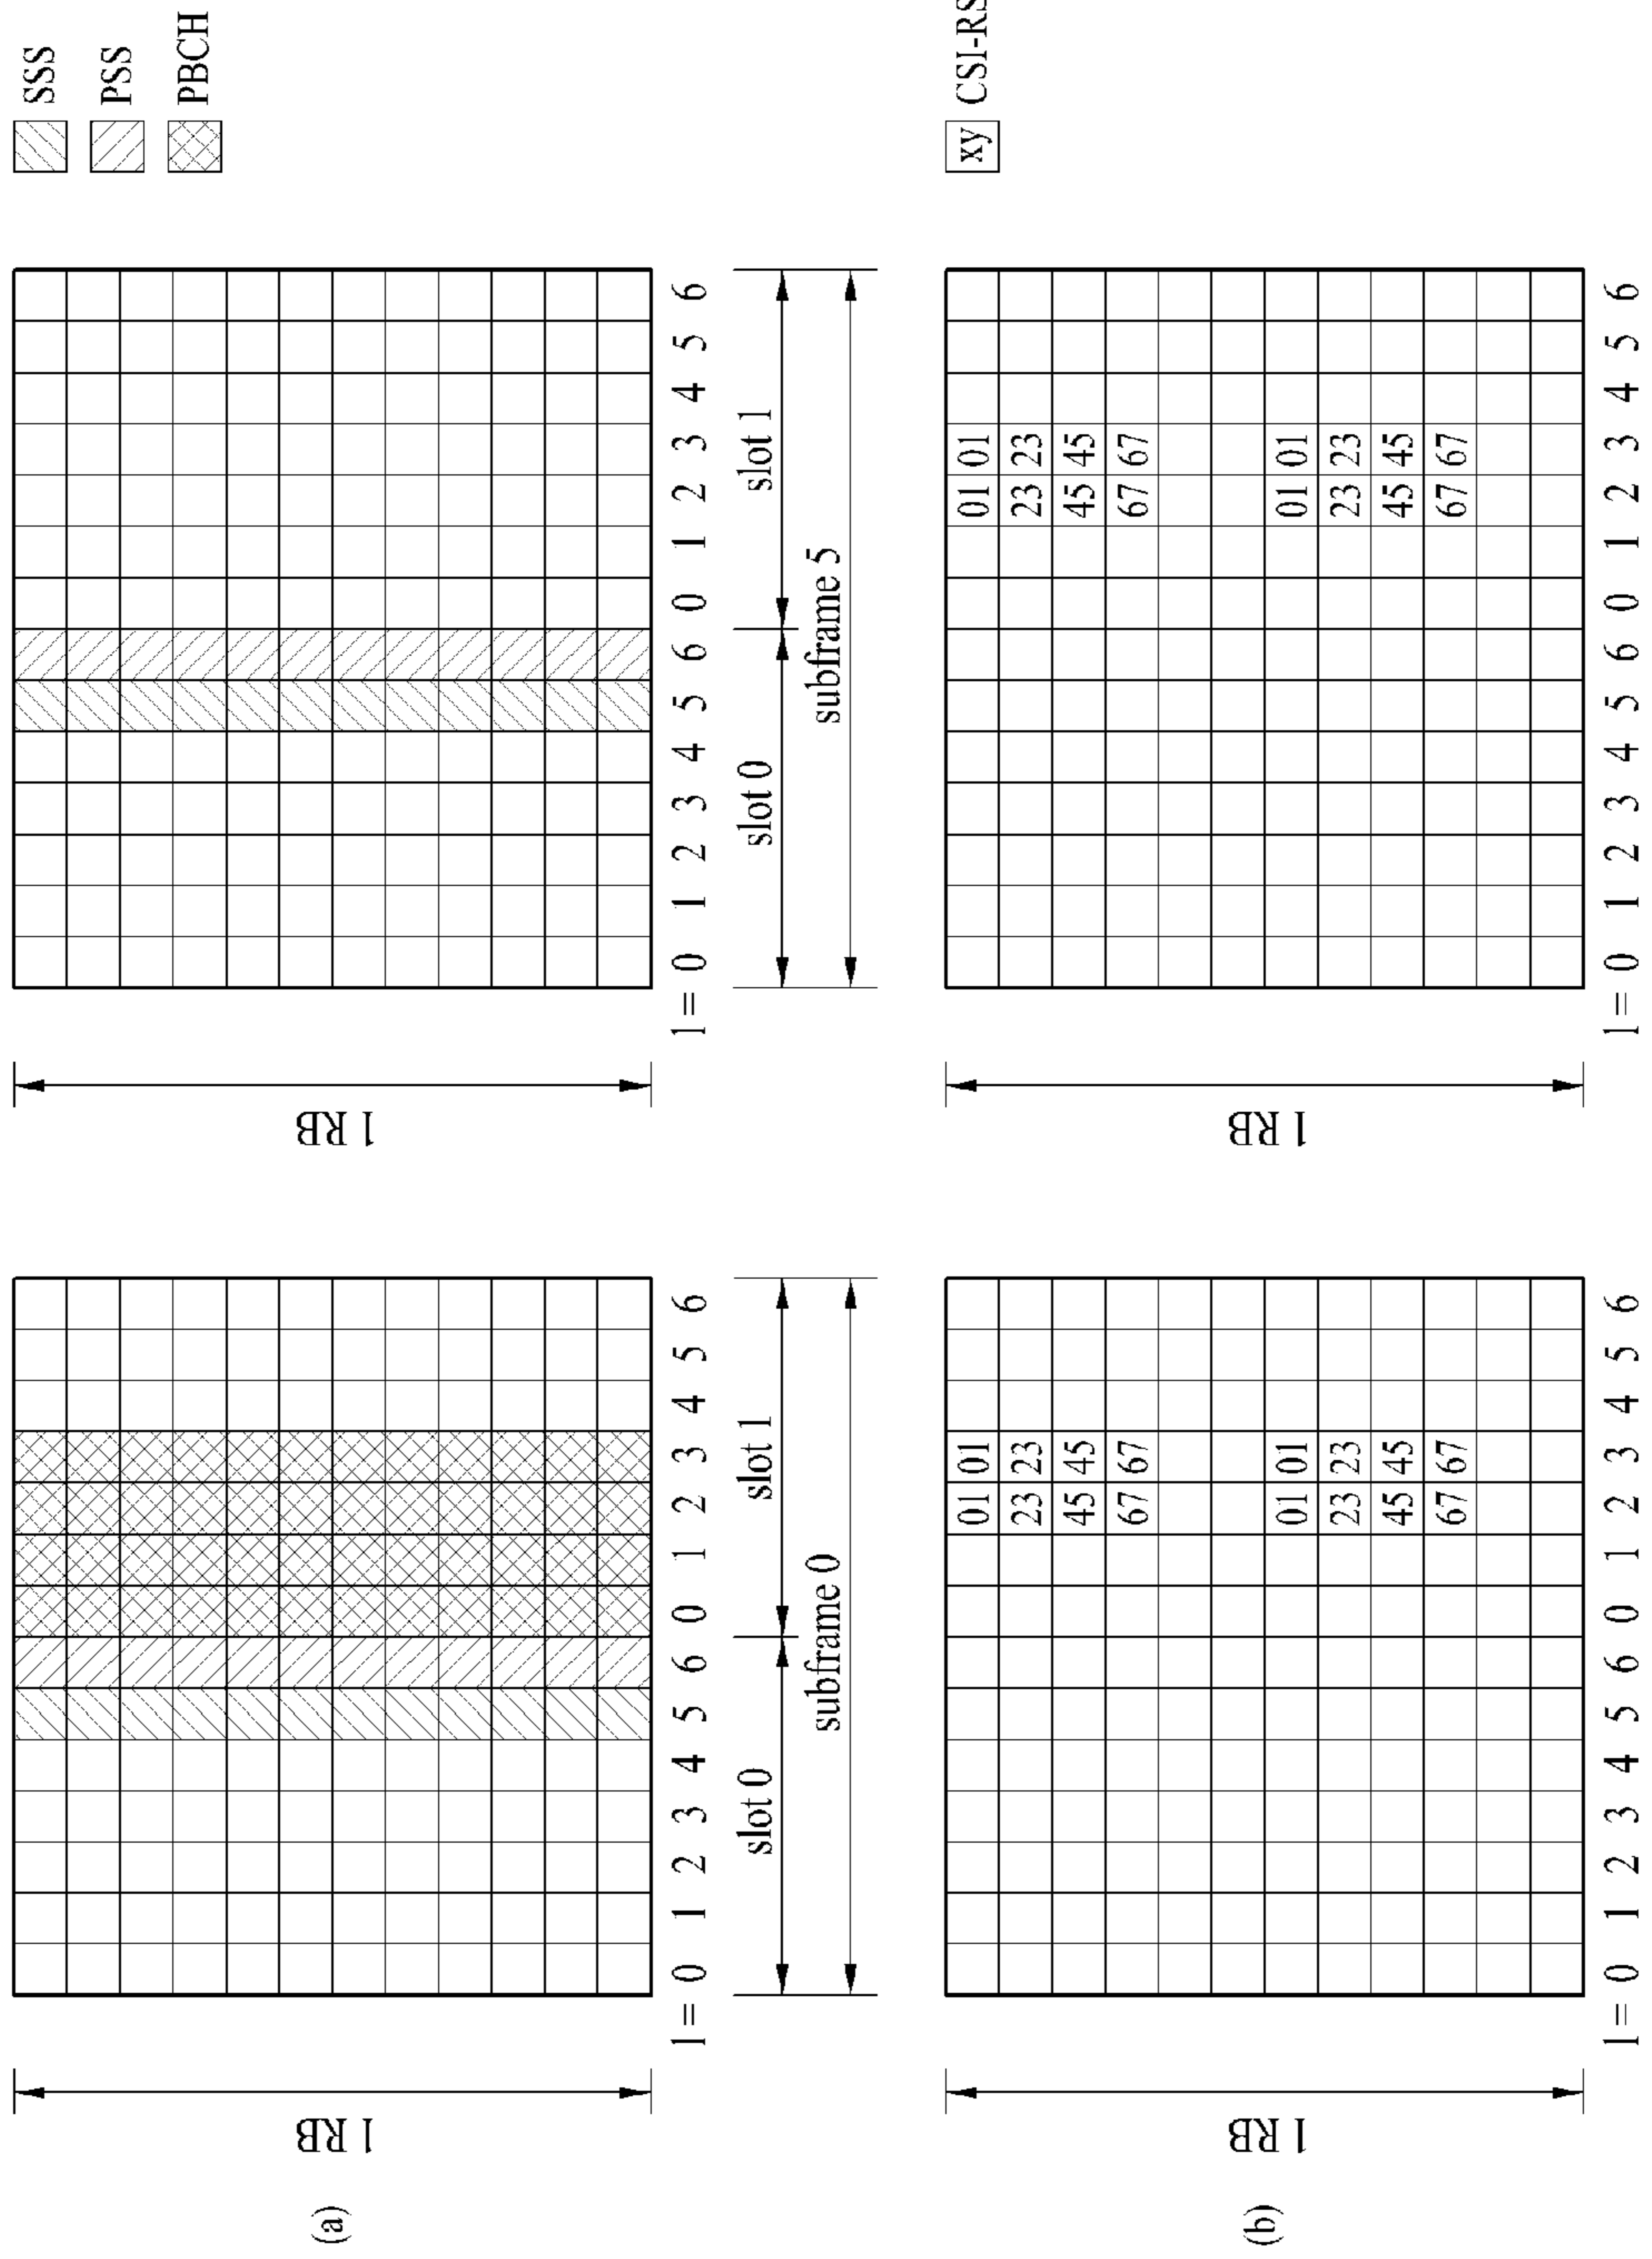 (a)
1 RB
l = 0 1 2 3 4 5 6 0 1 2 3 4 5 6
slot 0 slot 1
subframe 0
1 RB
l = 0 1 2 3 4 5 6 0 1 2 3 4 5 6
slot 0 slot 1
subframe 5
SSS
PSS
PBCH
(b)
1 RB
01 01
23 23
45 45
67 67
01 01
23 23
45 45
67 67
l = 0 1 2 3 4 5 6 0 1 2 3 4 5 6
1 RB
01 01
23 23
45 45
67 67
01 01
23 23
45 45
67 67
l = 0 1 2 3 4 5 6 0 1 2 3 4 5 6
xy CSI-RS